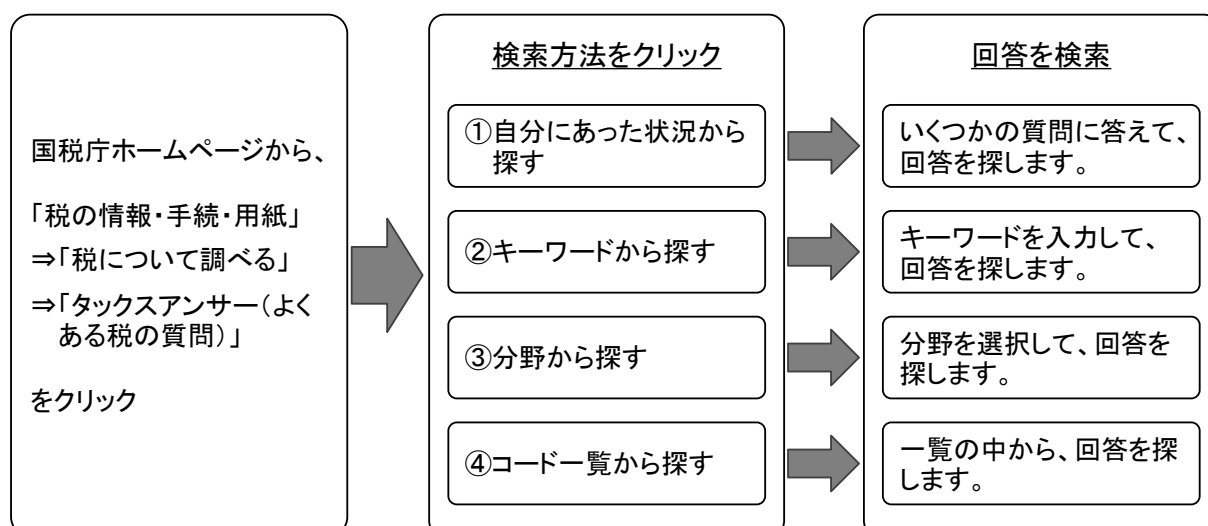 国税庁ホームページから、
「税の情報・手続・用紙」
⇒「税について調べる」
⇒「タックスアンサー(よく
ある税の質問)」
をクリック
検索方法をクリック
①自分にあった状況から
探す
②キーワードから探す
③分野から探す
④コード一覧から探す
回答を検索
いくつかの質問に答えて、
回答を探します。
キーワードを入力して、
回答を探します。
分野を選択して、回答を
探します。
一覧の中から、回答を探
します。